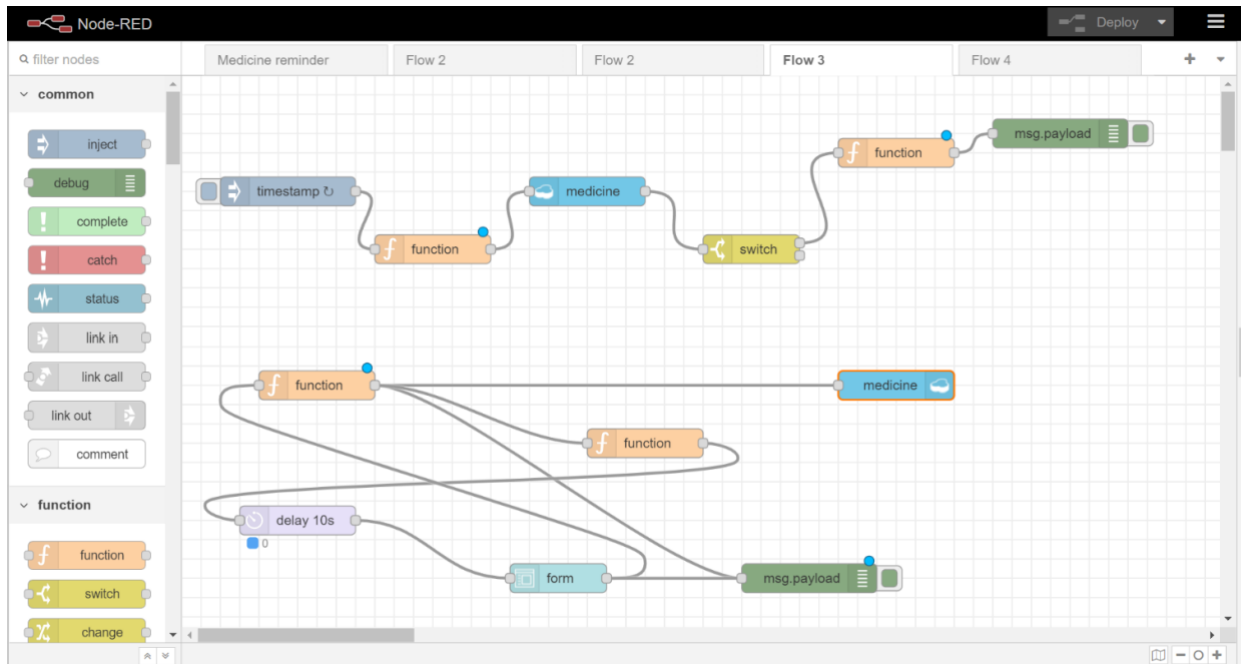 Node-RED
Deploy
filter nodes
Medicine reminder
Flow 2
Flow 2
Flow 3
Flow 4
common
inject
debug
complete
catch
status
link in
link call
link out
comment
function
function
switch
change
msg.payload
function
timestamp ↻
medicine
function
switch
function
medicine
function
delay 10s
0
form
msg.payload